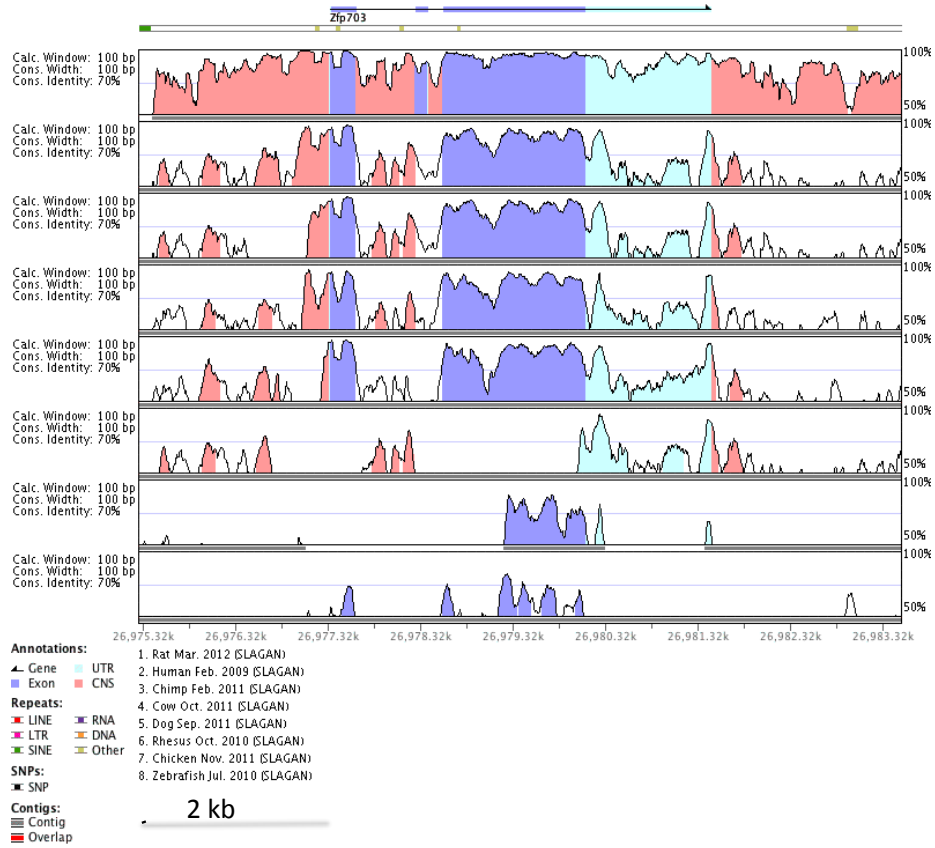 Zfp703
Calc. Window: 100 bp
Cons. Width: 100 bp
Cons. Identity: 70%
100%
50%
Calc. Window: 100 bp
Cons. Width: 100 bp
Cons. Identity: 70%
100%
50%
Calc. Window: 100 bp
Cons. Width: 100 bp
Cons. Identity: 70%
100%
50%
Calc. Window: 100 bp
Cons. Width: 100 bp
Cons. Identity: 70%
100%
50%
Calc. Window: 100 bp
Cons. Width: 100 bp
Cons. Identity: 70%
100%
50%
Calc. Window: 100 bp
Cons. Width: 100 bp
Cons. Identity: 70%
100%
50%
Calc. Window: 100 bp
Cons. Width: 100 bp
Cons. Identity: 70%
100%
50%
Calc. Window: 100 bp
Cons. Width: 100 bp
Cons. Identity: 70%
100%
50%
26,975.32k 26,976.32k 26,977.32k 26,978.32k 26,979.32k 26,980.32k 26,981.32k 26,982.32k 26,983.32k
Annotations:
Gene UTR
Exon CNS
Repeats:
LINE RNA
LTR DNA
SINE Other
SNPs:
SNP
Contigs:
Contig
Overlap
1. Rat Mar. 2012 (SLAGAN)
2. Human Feb. 2009 (SLAGAN)
3. Chimp Feb. 2011 (SLAGAN)
4. Cow Oct. 2011 (SLAGAN)
5. Dog Sep. 2011 (SLAGAN)
6. Rhesus Oct. 2010 (SLAGAN)
7. Chicken Nov. 2011 (SLAGAN)
8. Zebrafish Jul. 2010 (SLAGAN)
2 kb